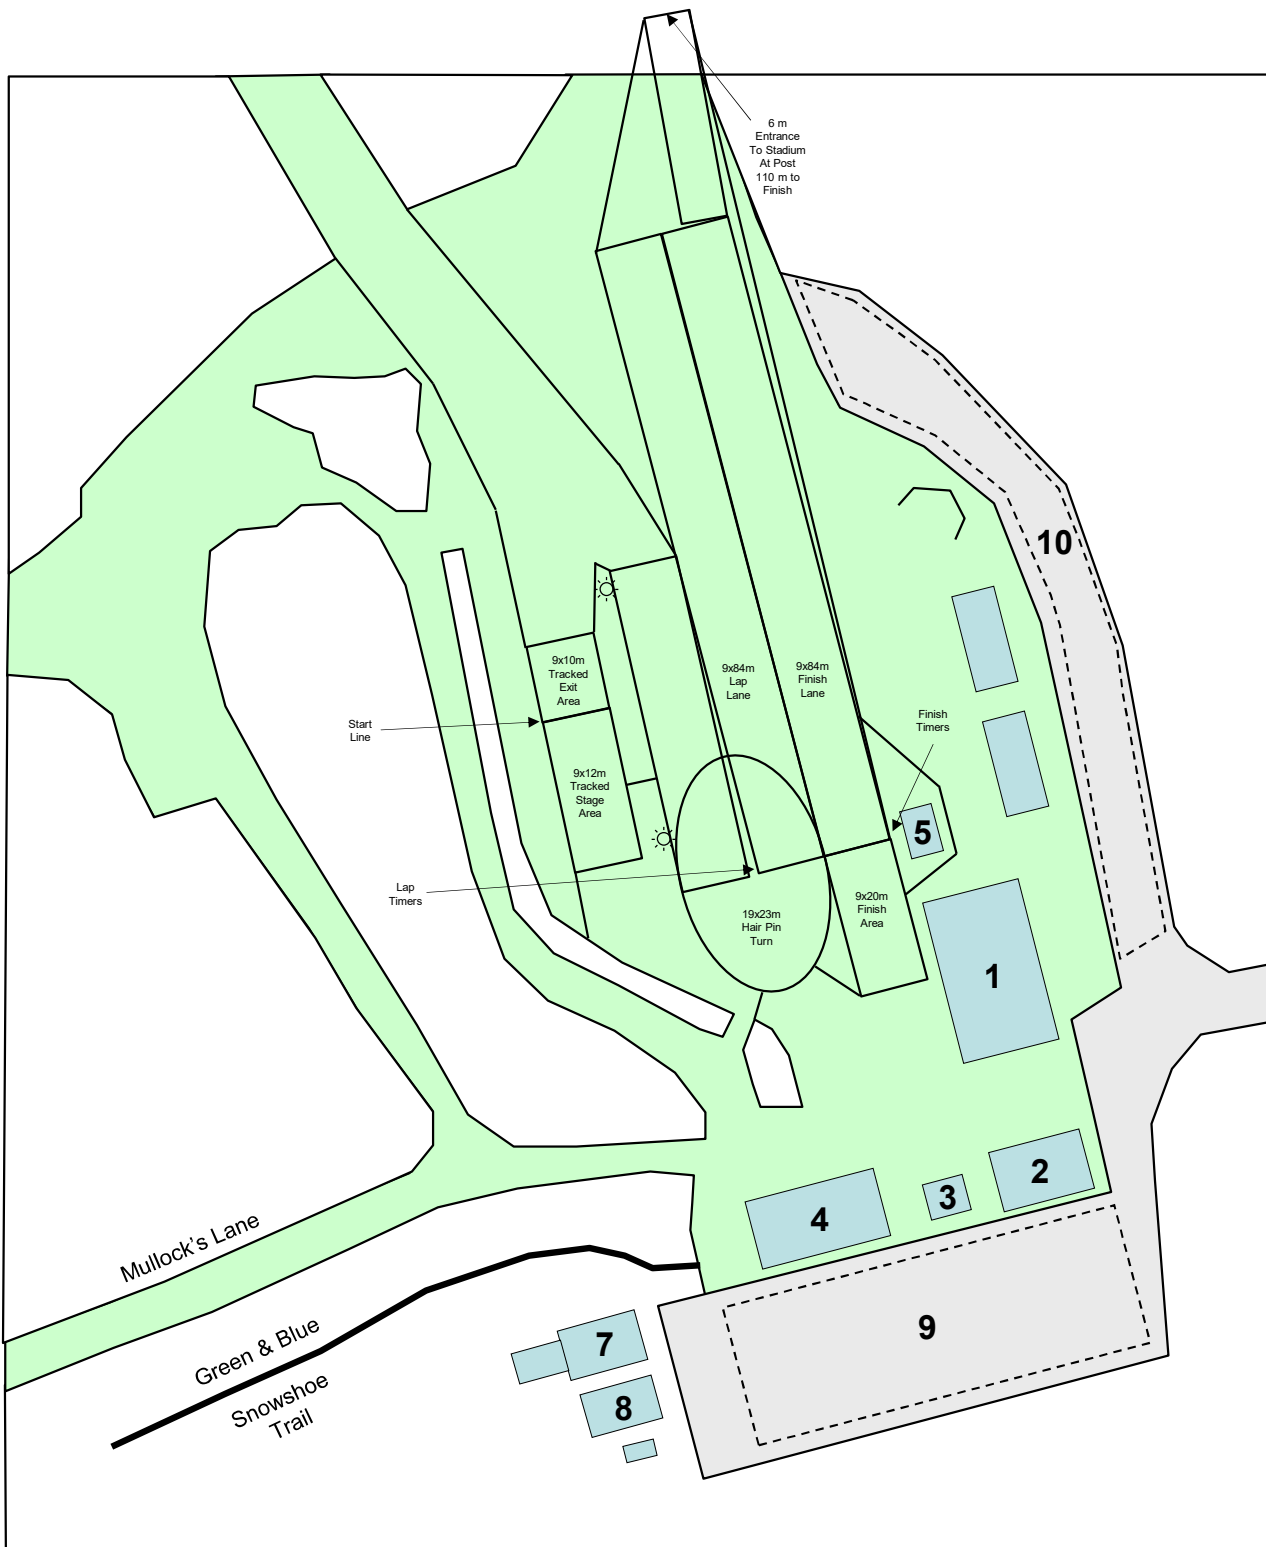 6 m
Entrance
To Stadium
At Post
110 m to
Finish
10
9x10m
Tracked
Exit
Area
9x84m
Lap
Lane
9x84m
Finish
Lane
Start
Line
Finish
Timers
9x12m
Tracked
Stage
Area
5
Lap
Timers
9x20m
Finish
Area
19x23m
Hair Pin
Turn
1
2
3
4
Mullock's Lane
Green & Blue
Snowshoe
Trail
7
8
9